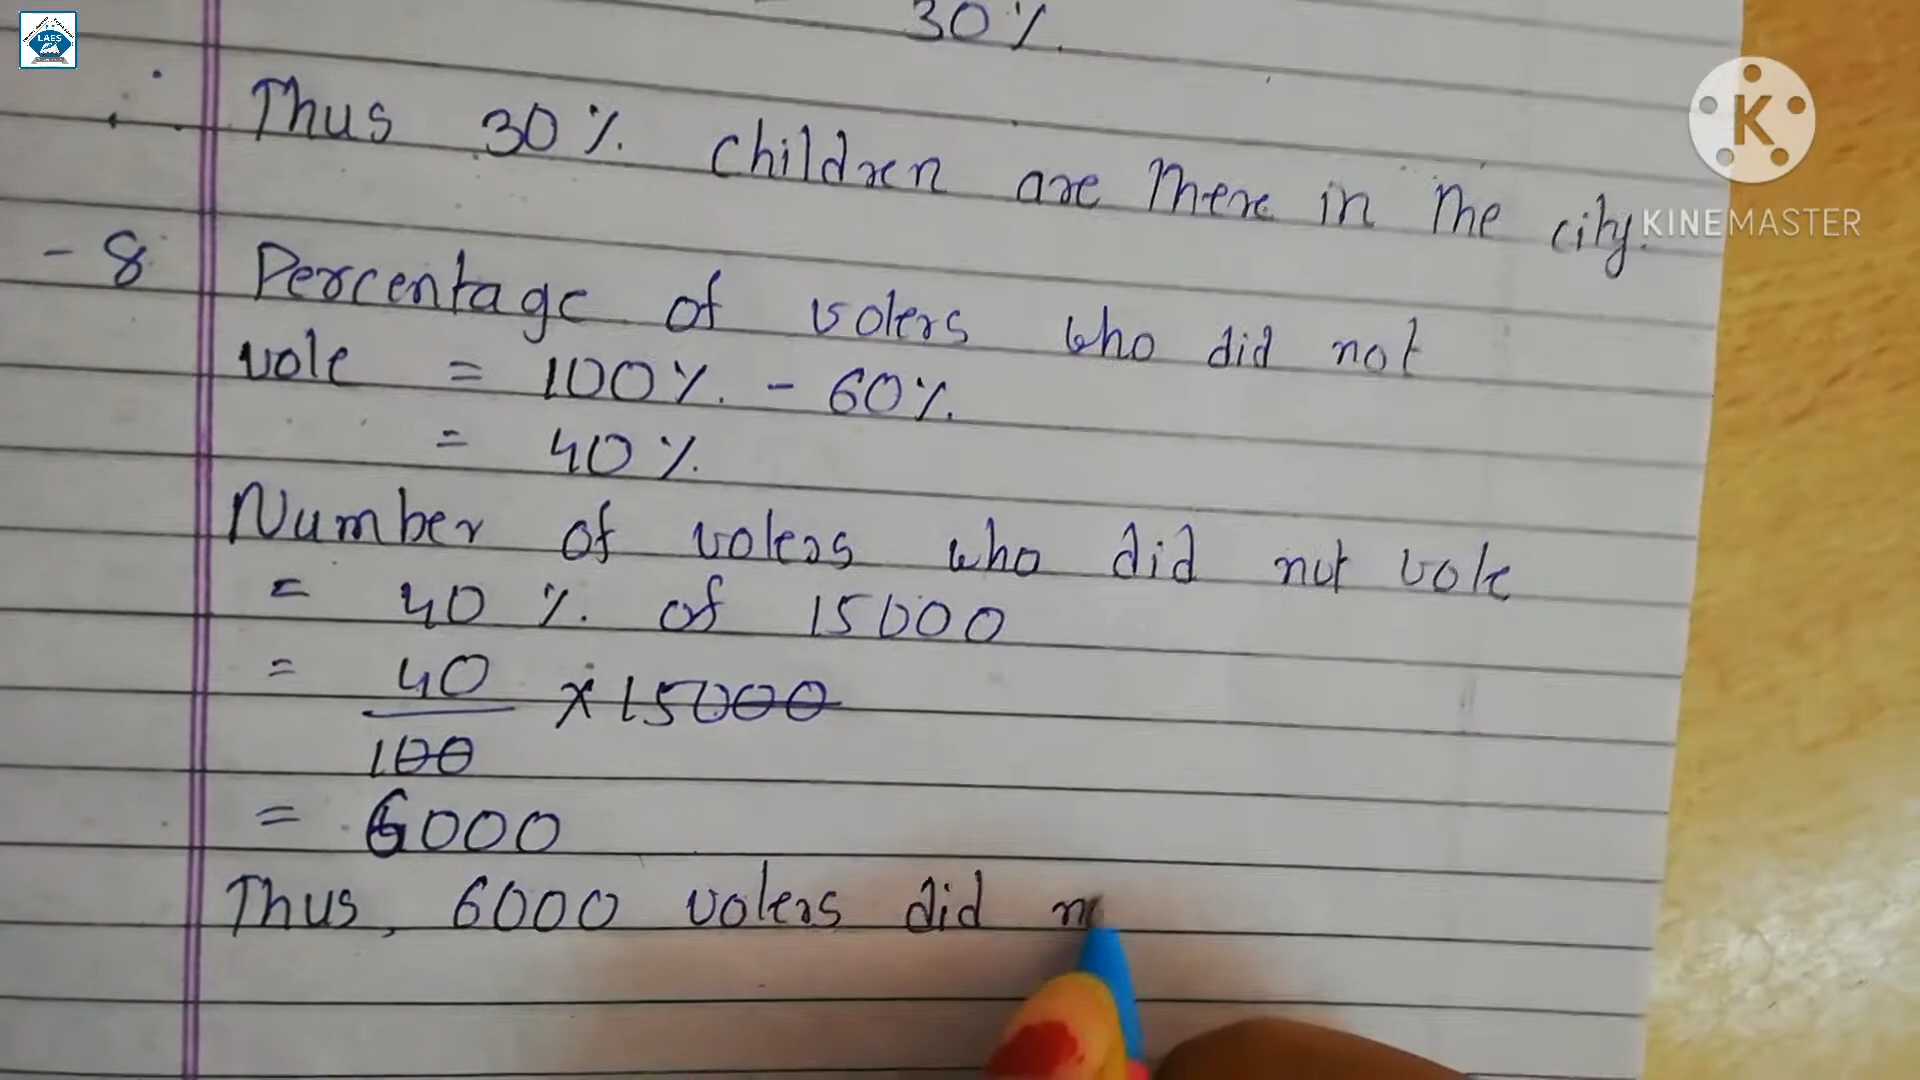 30%.
LAES
Thus 30%. children are there in the city.
KINEMASTER
- 8 Percentage of voters who did not
vote = 100%. - 60%.
= 40%.
Number of voters who did not vote
= 40 %. of 15000
= 40 × 15000
100
= 6000
Thus, 6000 voters did n